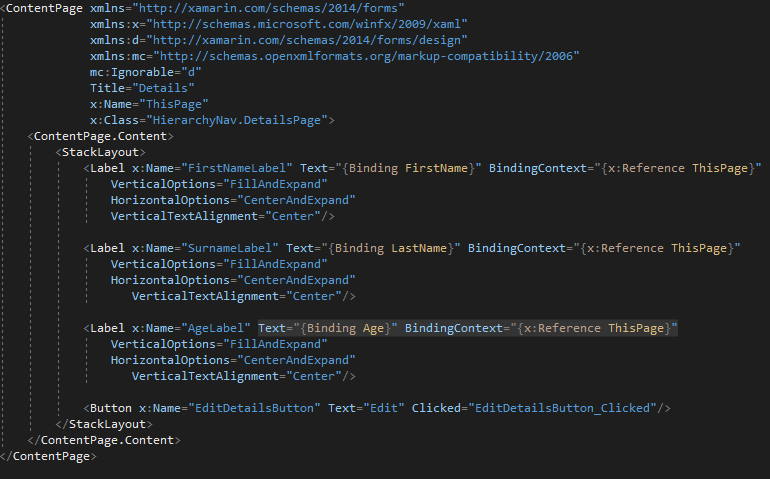 <ContentPage xmlns="http://xamarin.com/schemas/2014/forms"
xmlns:x="http://schemas.microsoft.com/winfx/2009/xaml"
xmlns:d="http://xamarin.com/schemas/2014/forms/design"
xmlns:mc="http://schemas.openxmlformats.org/markup-compatibility/2006"
mc:Ignorable="d"
Title="Details"
x:Name="ThisPage"
x:Class="HierarchyNav.DetailsPage">
<ContentPage.Content>
<StackLayout>
<Label x:Name="FirstNameLabel" Text="{Binding FirstName}" BindingContext="{x:Reference ThisPage}"
VerticalOptions="FillAndExpand"
HorizontalOptions="CenterAndExpand"
VerticalTextAlignment="Center"/>
<Label x:Name="SurnameLabel" Text="{Binding LastName}" BindingContext="{x:Reference ThisPage}"
VerticalOptions="FillAndExpand"
HorizontalOptions="CenterAndExpand"
VerticalTextAlignment="Center"/>
<Label x:Name="AgeLabel" Text="{Binding Age}" BindingContext="{x:Reference ThisPage}"
VerticalOptions="FillAndExpand"
HorizontalOptions="CenterAndExpand"
VerticalTextAlignment="Center"/>
<Button x:Name="EditDetailsButton" Text="Edit" Clicked="EditDetailsButton_Clicked"/>
</StackLayout>
</ContentPage.Content>
</ContentPage>